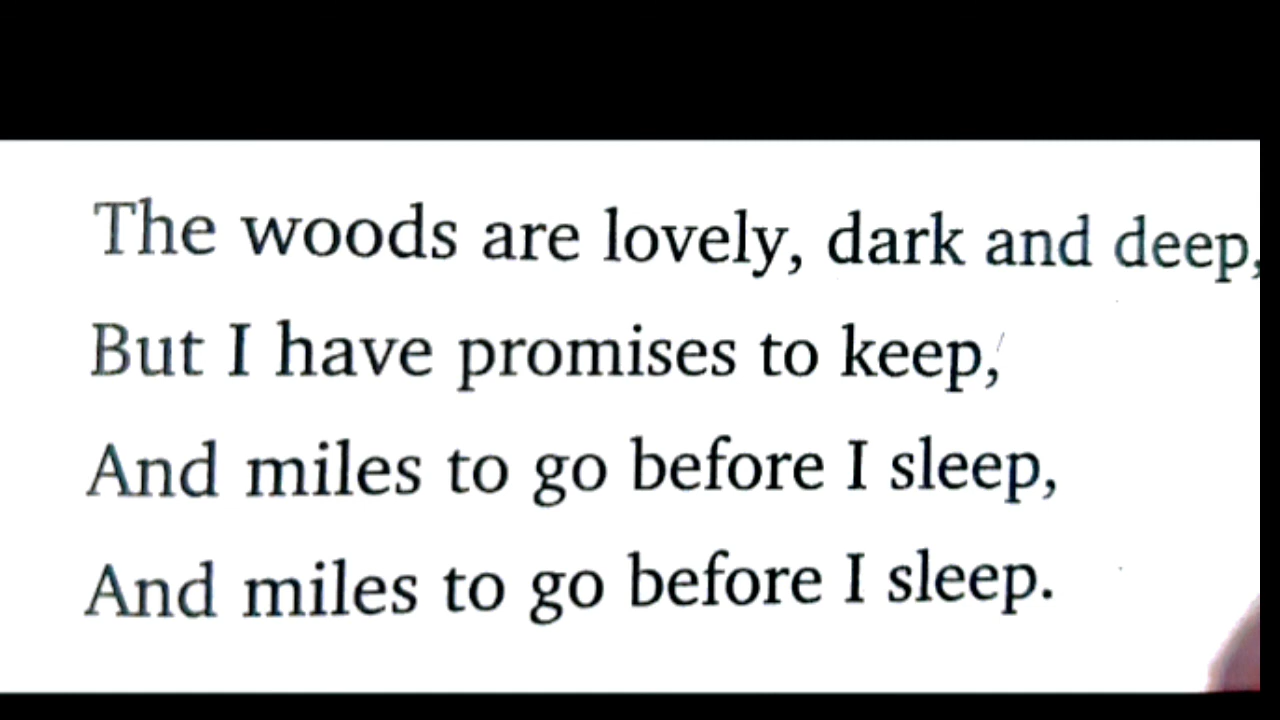 The woods are lovely, dark and deep,
But I have promises to keep,
And miles to go before I sleep,
And miles to go before I sleep.